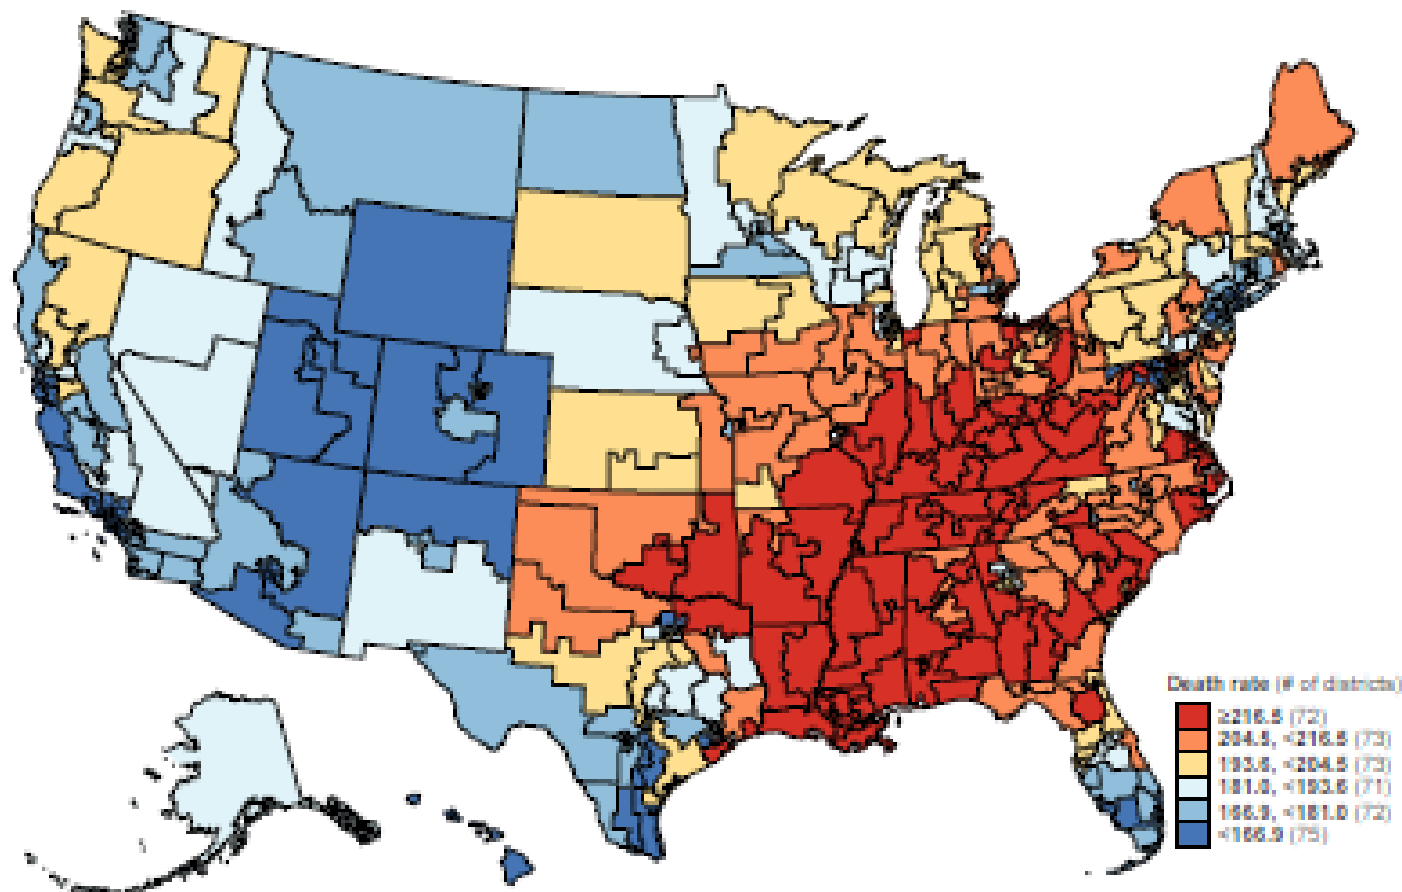 Death rate (# of districts)
≥216.5 (72)
204.5, <216.5 (73)
193.6, <204.5 (73)
181.0, <193.6 (71)
166.9, <181.0 (72)
<166.9 (75)